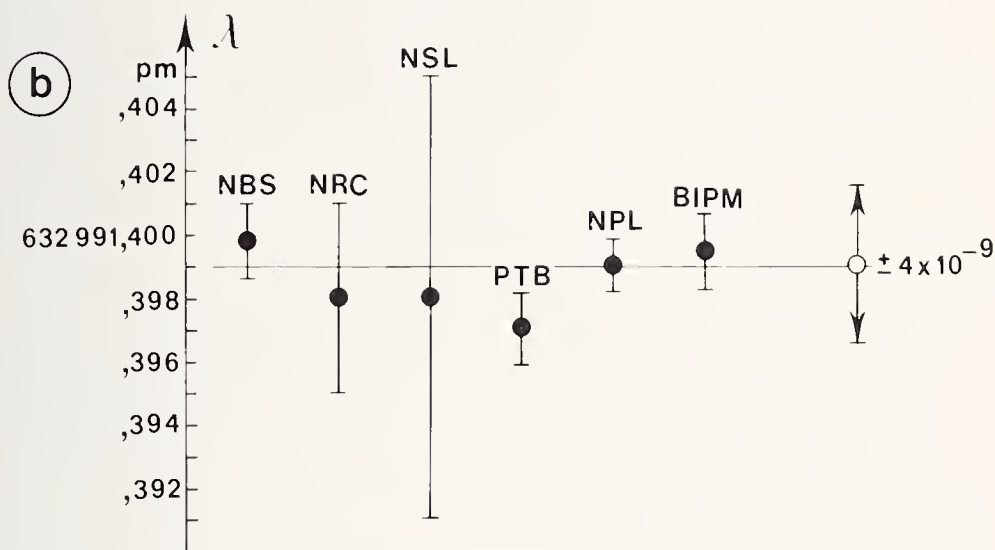 b
λ
pm
NSL
,404
,402
NBS
NRC
BIPM
NPL
632 991,400
± 4 x 10⁻⁹
PTB
,398
,396
,394
,392